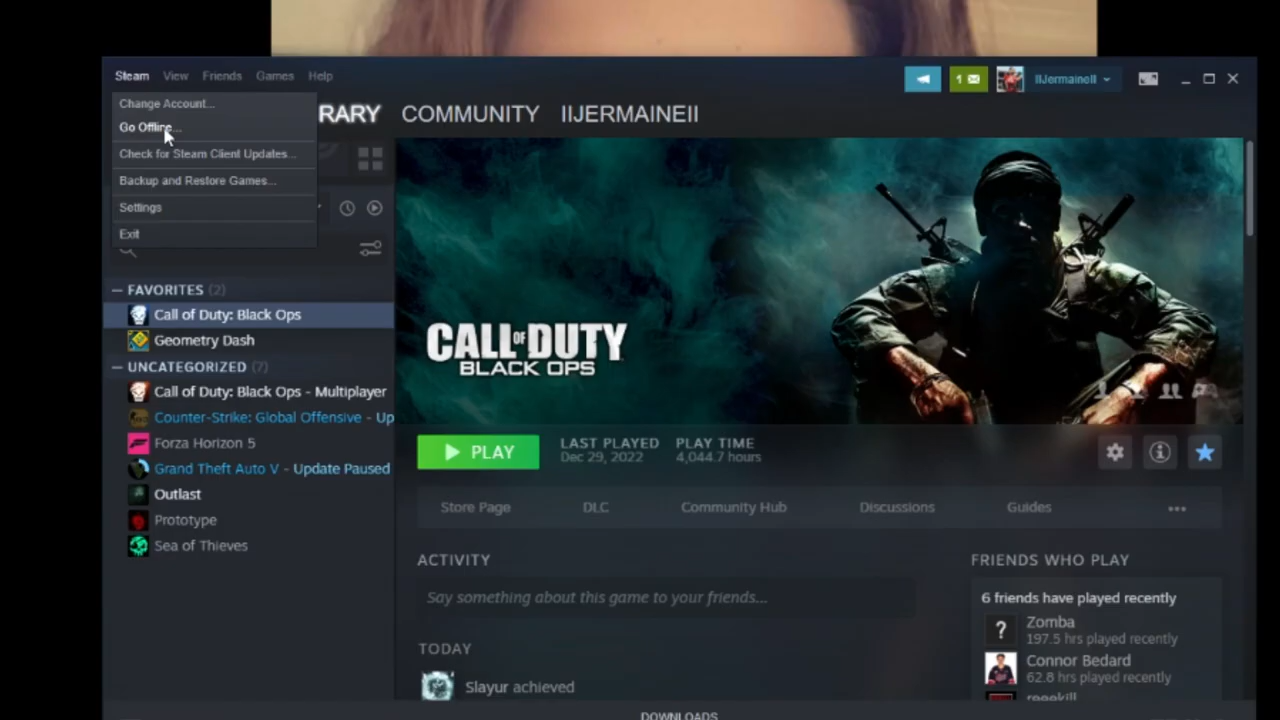 Steam View Friends Games Help
1 IIJermaineII
Change Account...
Go Offline...
Check for Steam Client Updates...
Backup and Restore Games...
Settings
Exit
RARY COMMUNITY IIJERMAINEII
FAVORITES (2)
Call of Duty: Black Ops
Geometry Dash
UNCATEGORIZED (7)
Call of Duty: Black Ops - Multiplayer
Counter-Strike: Global Offensive - Up
Forza Horizon 5
Grand Theft Auto V - Update Paused
Outlast
Prototype
Sea of Thieves
CALL OF DUTY
BLACK OPS
PLAY
LAST PLAYED
Dec 29, 2022
PLAY TIME
4,044.7 hours
Store Page DLC Community Hub Discussions Guides ...
ACTIVITY
Say something about this game to your friends...
TODAY
Slayur achieved
FRIENDS WHO PLAY
6 friends have played recently
?
Zomba
197.5 hrs played recently
Connor Bedard
62.8 hrs played recently
DOWNLOADS